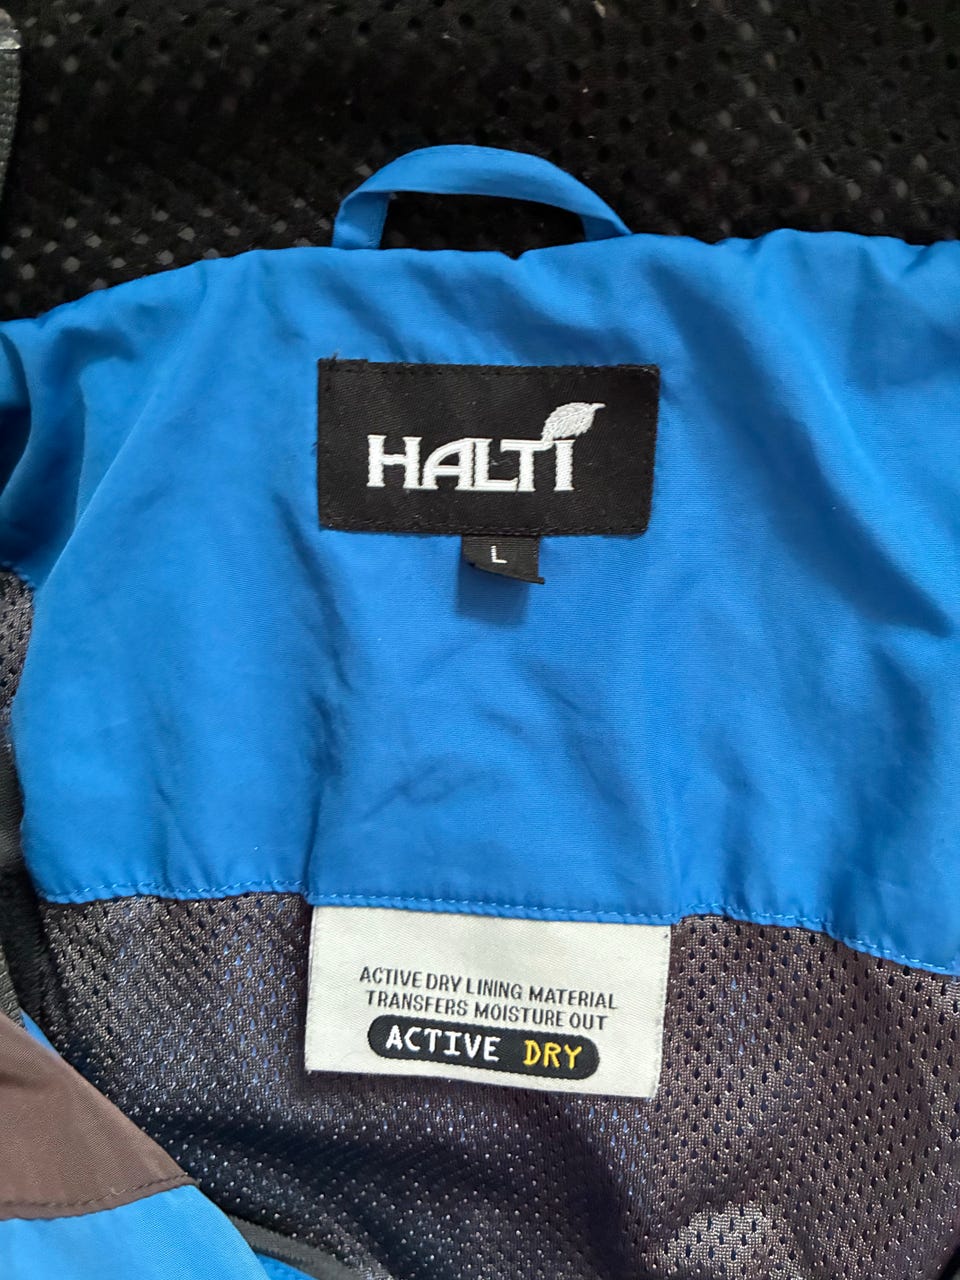 HALTI
L
ACTIVE DRY LINING MATERIAL
TRANSFERS MOISTURE OUT
ACTIVE DRY